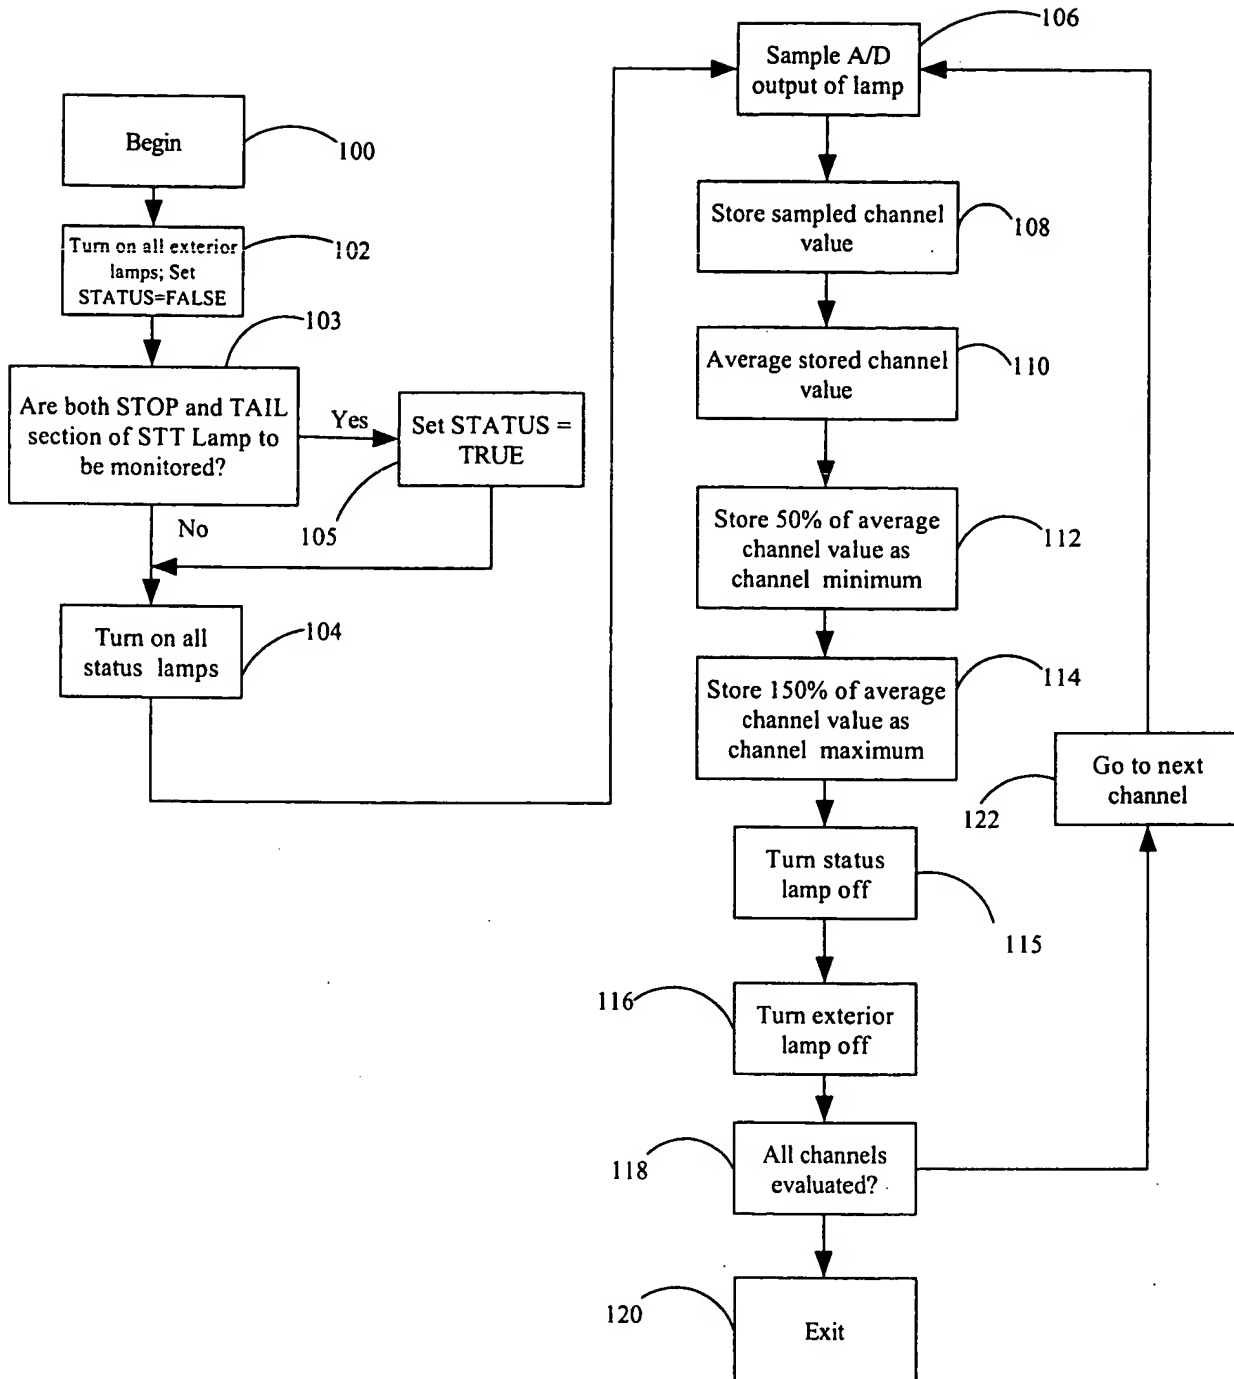 Begin
100
Turn on all exterior
lamps; Set
STATUS=FALSE
102
103
Are both STOP and TAIL
section of STT Lamp to
be monitored?
Yes
Set STATUS =
TRUE
105
No
Turn on all
status lamps
104
106
Sample A/D
output of lamp
Store sampled channel
value
108
Average stored channel
value
110
Store 50% of average
channel value as
channel minimum
112
Store 150% of average
channel value as
channel maximum
114
Go to next
channel
122
Turn status
lamp off
115
116
Turn exterior
lamp off
118
All channels
evaluated?
120
Exit